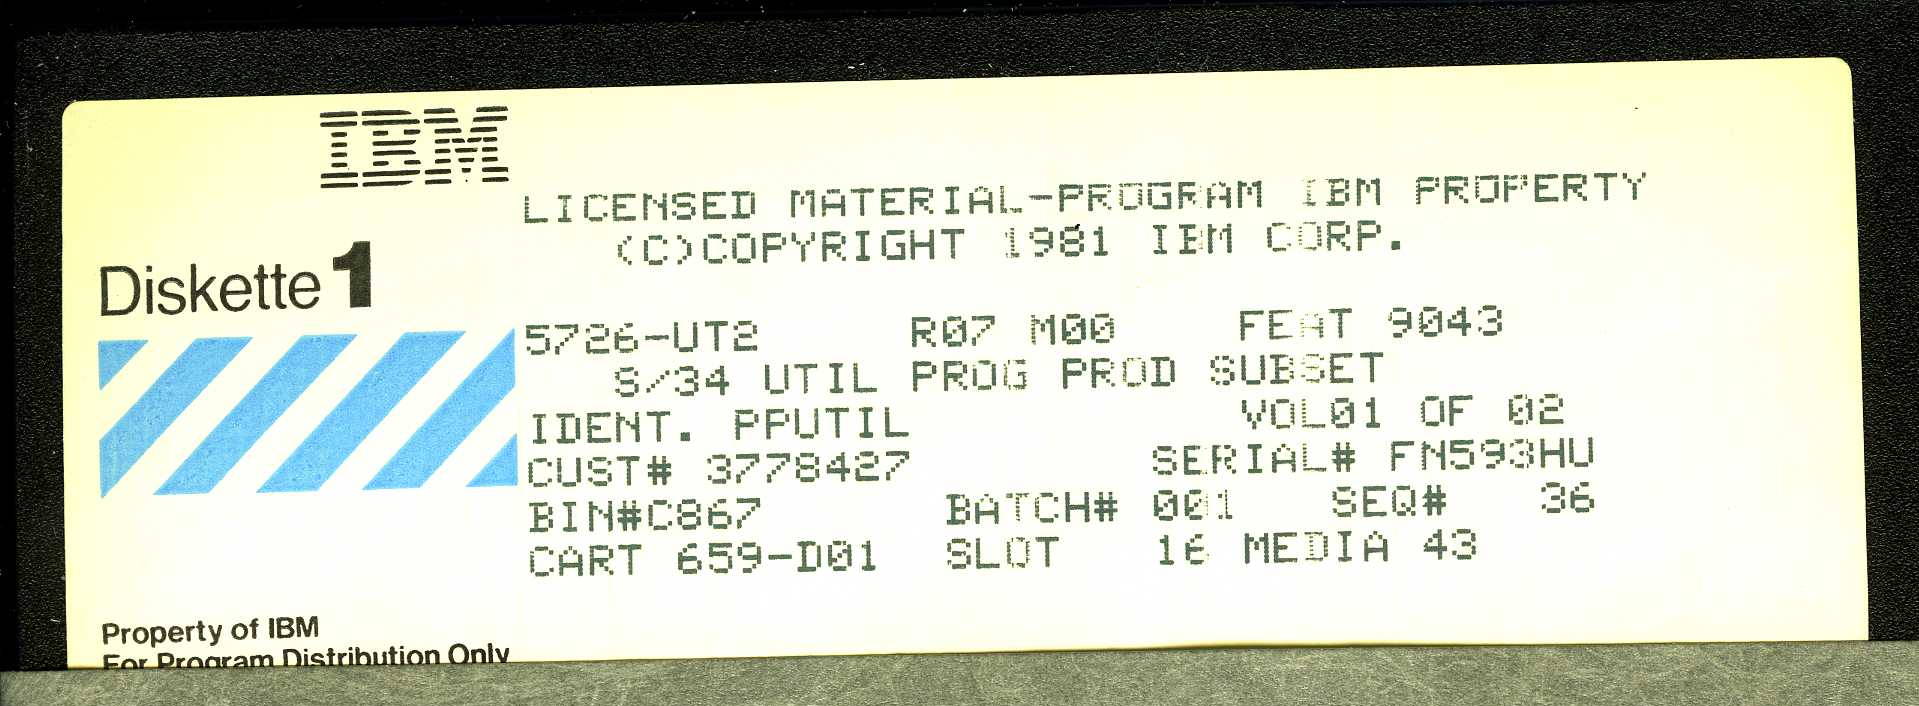 IBM
LICENSED MATERIAL-PROGRAM IBM PROPERTY
(C)COPYRIGHT 1981 IBM CORP.
Diskette 1
5726-UT2 R07 M00 FEAT 9043
S/34 UTIL PROG PROD SUBSET
IDENT. PPUTIL VOL01 OF 02
CUST# 3778427 SERIAL# FN593HU
BIN#C867 BATCH# 001 SEQ# 36
CART 659-D01 SLOT 16 MEDIA 43
Property of IBM
For Program Distribution Only